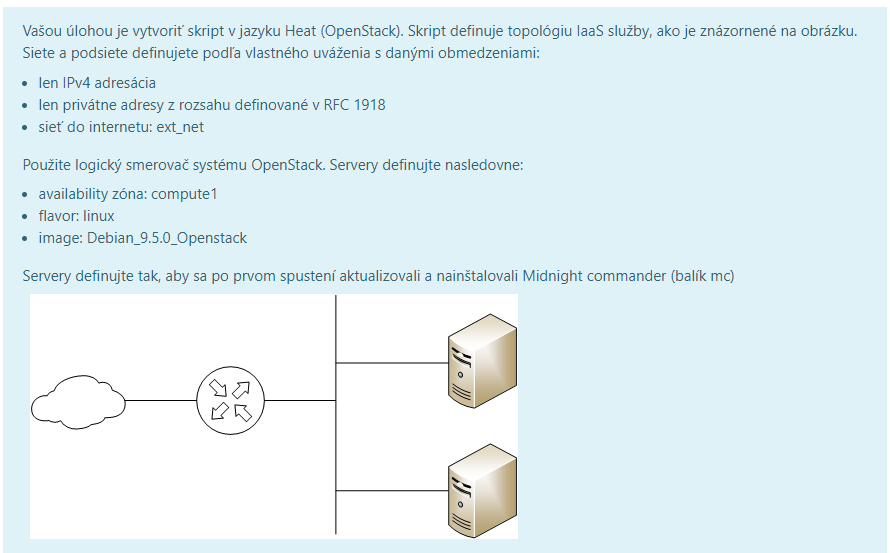 Vašou úlohou je vytvoriť skript v jazyku Heat (OpenStack). Skript definuje topológiu IaaS služby, ako je znázornené na obrázku.
Siete a podsiete definujete podľa vlastného uváženia s danými obmedzeniami:
• len IPv4 adresácia
• len privátne adresy z rozsahu definované v RFC 1918
• sieť do internetu: ext_net
Použite logický smerovač systému OpenStack. Servery definujte nasledovne:
• availability zóna: compute1
• flavor: linux
• image: Debian_9.5.0_Openstack
Servery definujte tak, aby sa po prvom spustení aktualizovali a nainštalovali Midnight commander (balík mc)